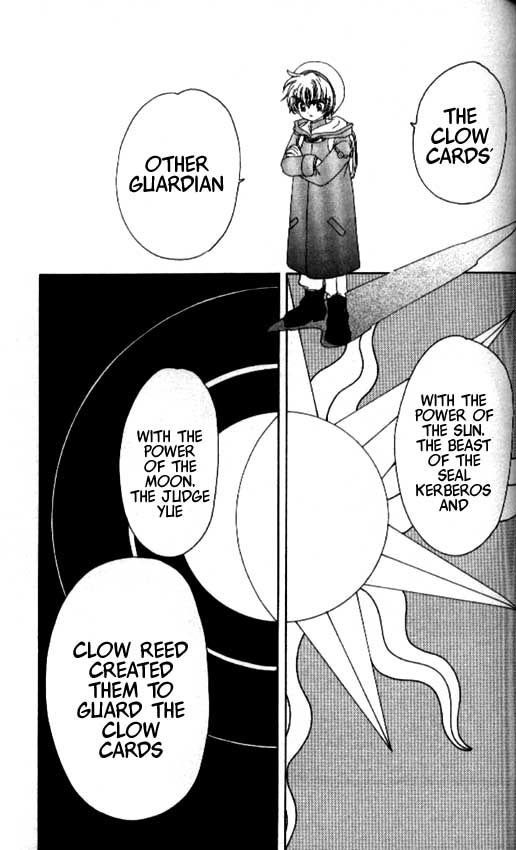 THE
CLOW
CARDS'
OTHER
GUARDIAN
WITH THE
POWER OF
THE SUN.
THE BEAST
OF THE
SEAL
KERBEROS
AND
WITH THE
POWER
OF THE
MOON.
THE JUDGE
YUE
CLOW REED
CREATED
THEM TO
GUARD THE
CLOW
CARDS